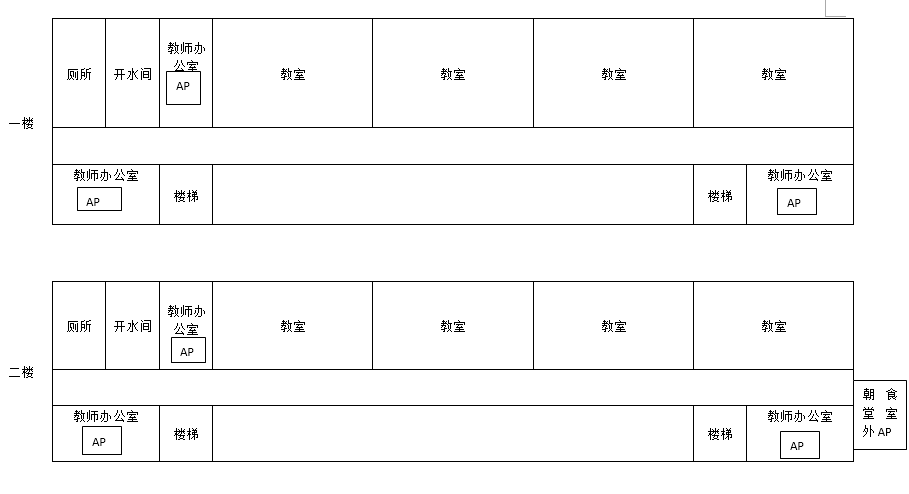 一楼
厕所
开水间
教师办
公室
AP
教室
教室
教室
教室
教师办公室
AP
楼梯
楼梯
教师办公室
AP
二楼
厕所
开水间
教师办
公室
AP
教室
教室
教室
教室
教师办公室
AP
楼梯
楼梯
教师办公室
AP
朝 食
堂 室
外 AP